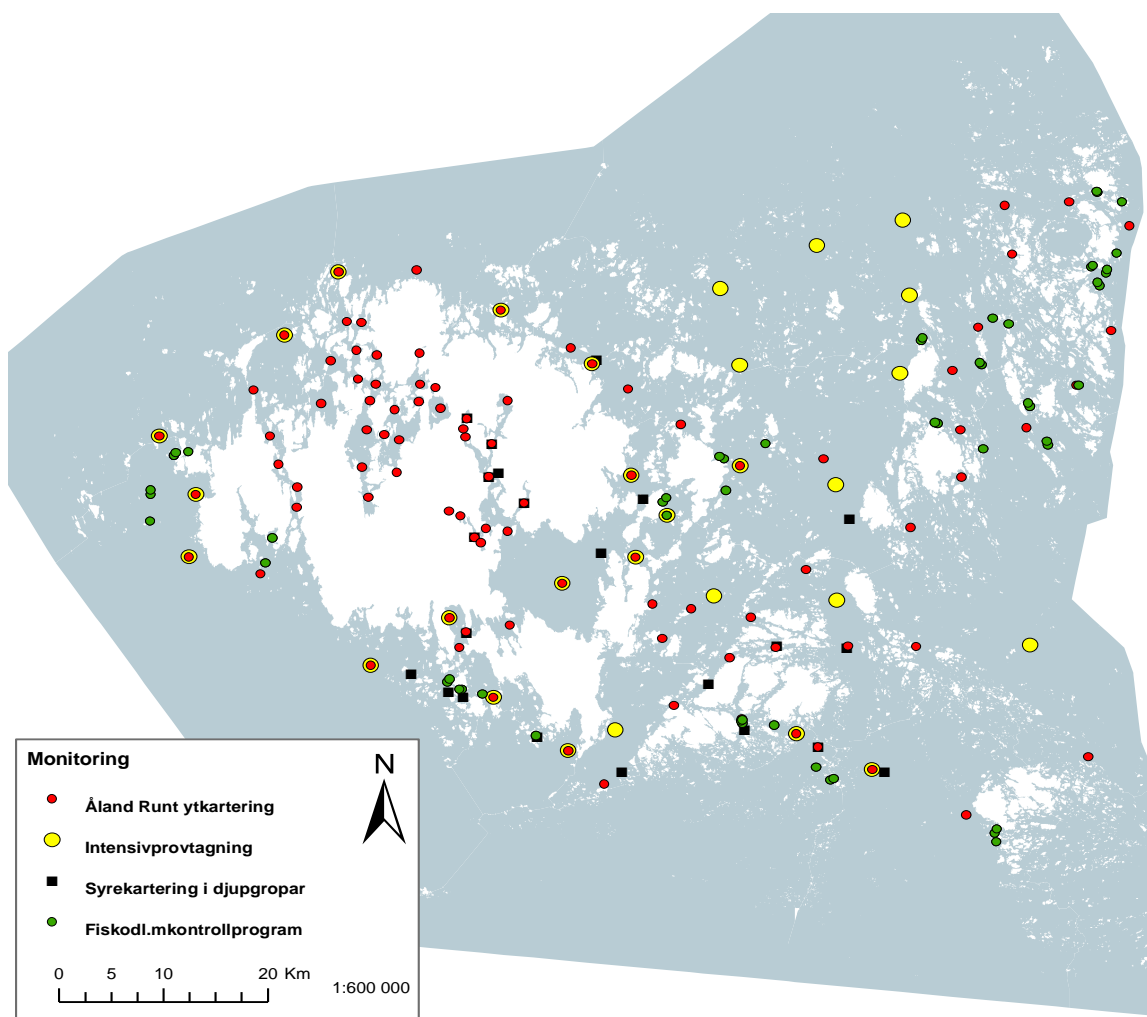 Monitoring
N
Åland Runt ytkartering
Intensivprovtagning
Syrekartering i djupgropar
Fiskodl.mkontrollprogram
0 5 10 20 Km
1:600 000